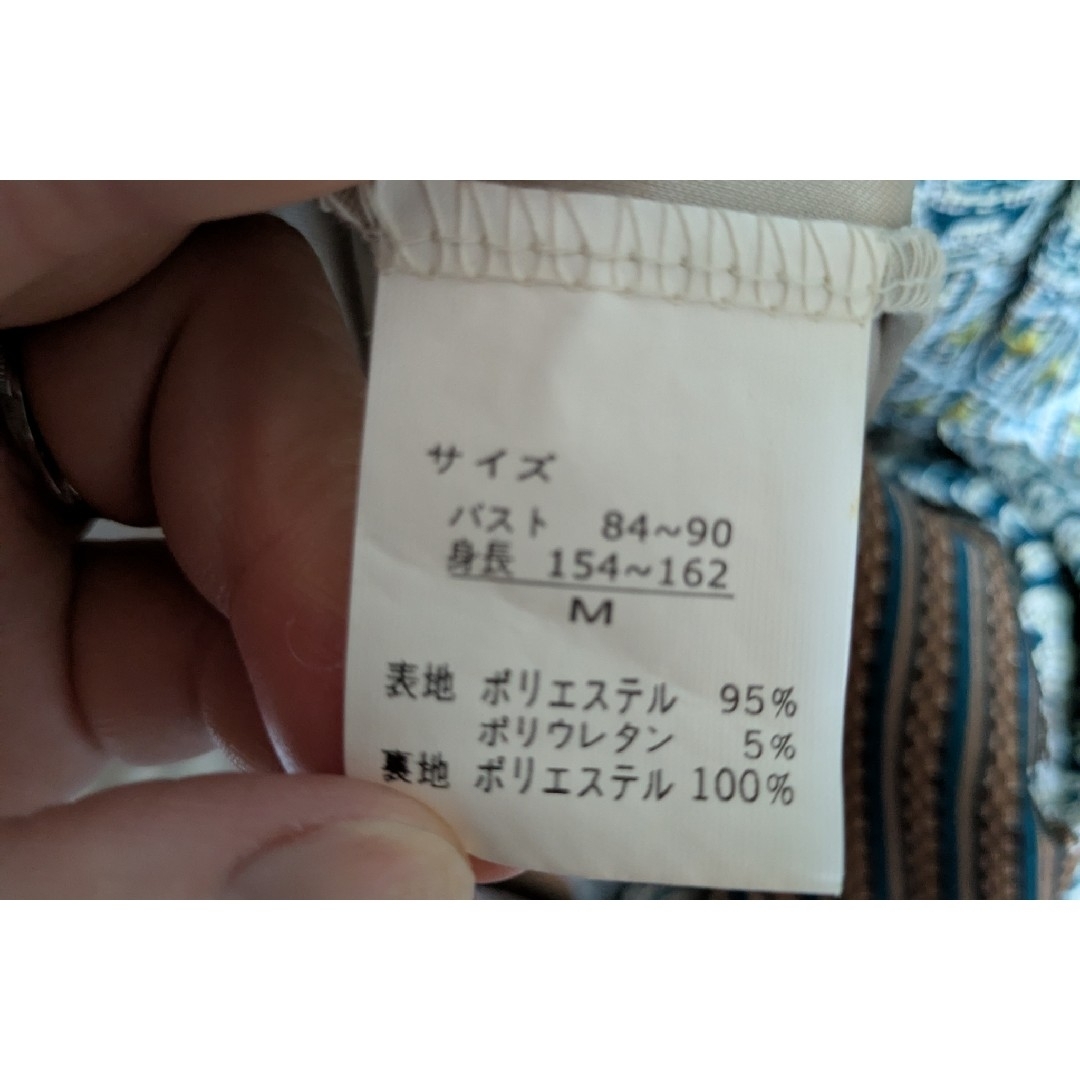 サイズ
バスト 84~90
身長 154~162
M
表地 ポリエステル 95%
ポリウレタン 5%
裏地 ポリエステル 100%